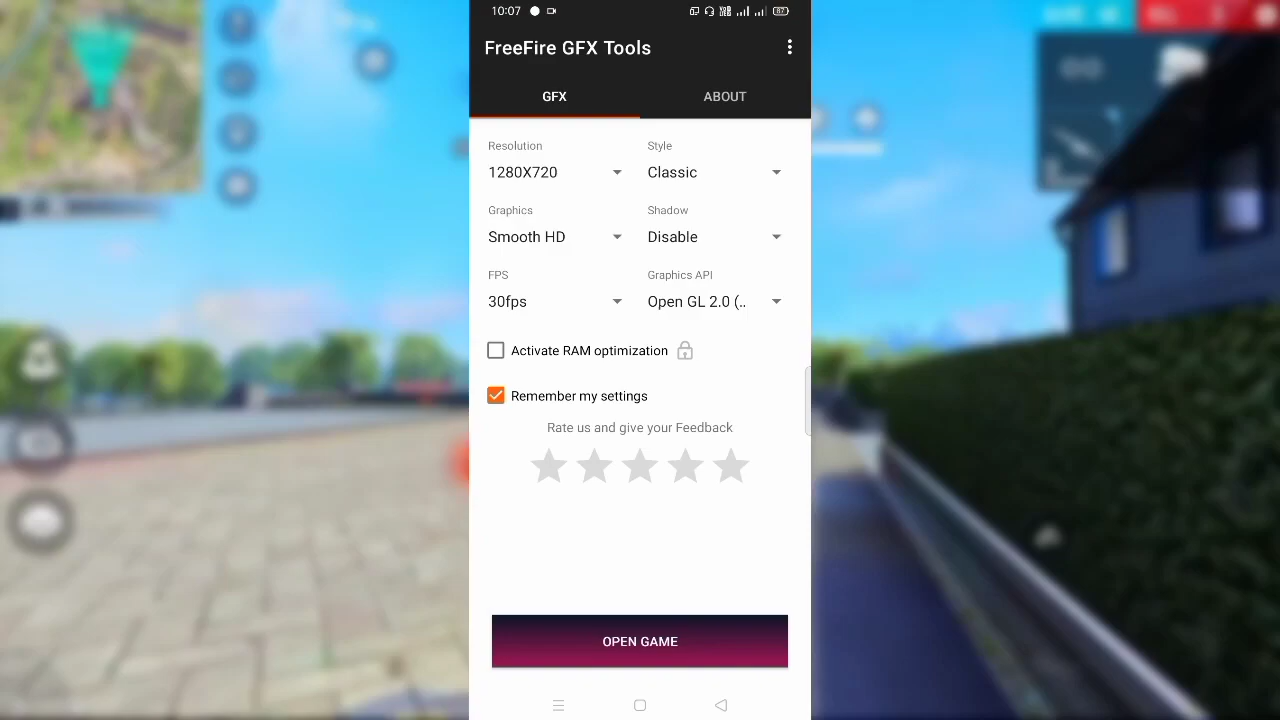 10:07
FreeFire GFX Tools
GFX ABOUT
Resolution Style
1280X720 Classic
Graphics Shadow
Smooth HD Disable
FPS Graphics API
30fps Open GL 2.0 (..
Activate RAM optimization
Remember my settings
Rate us and give your Feedback
OPEN GAME